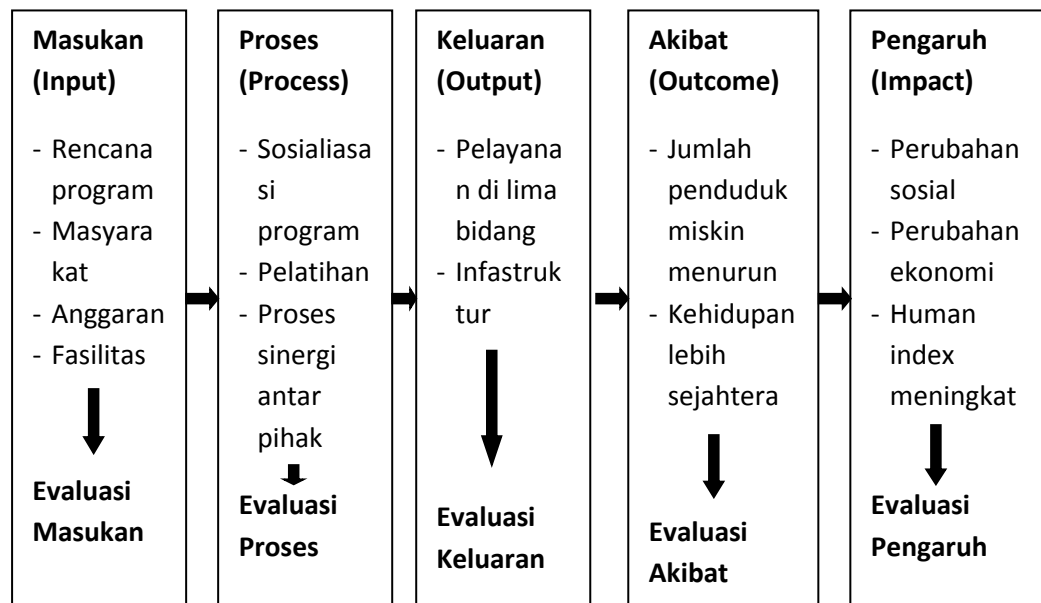 Masukan
(Input)
- Rencana
program
- Masyara
kat
- Anggaran
- Fasilitas
Evaluasi
Masukan
Proses
(Process)
- Sosialiasa
si
program
- Pelatihan
- Proses
sinergi
antar
pihak
Evaluasi
Proses
Keluaran
(Output)
- Pelayana
n di lima
bidang
- Infastruk
tur
Evaluasi
Keluaran
Akibat
(Outcome)
- Jumlah
penduduk
miskin
menurun
- Kehidupan
lebih
sejahtera
Evaluasi
Akibat
Pengaruh
(Impact)
- Perubahan
sosial
- Perubahan
ekonomi
- Human
index
meningkat
Evaluasi
Pengaruh